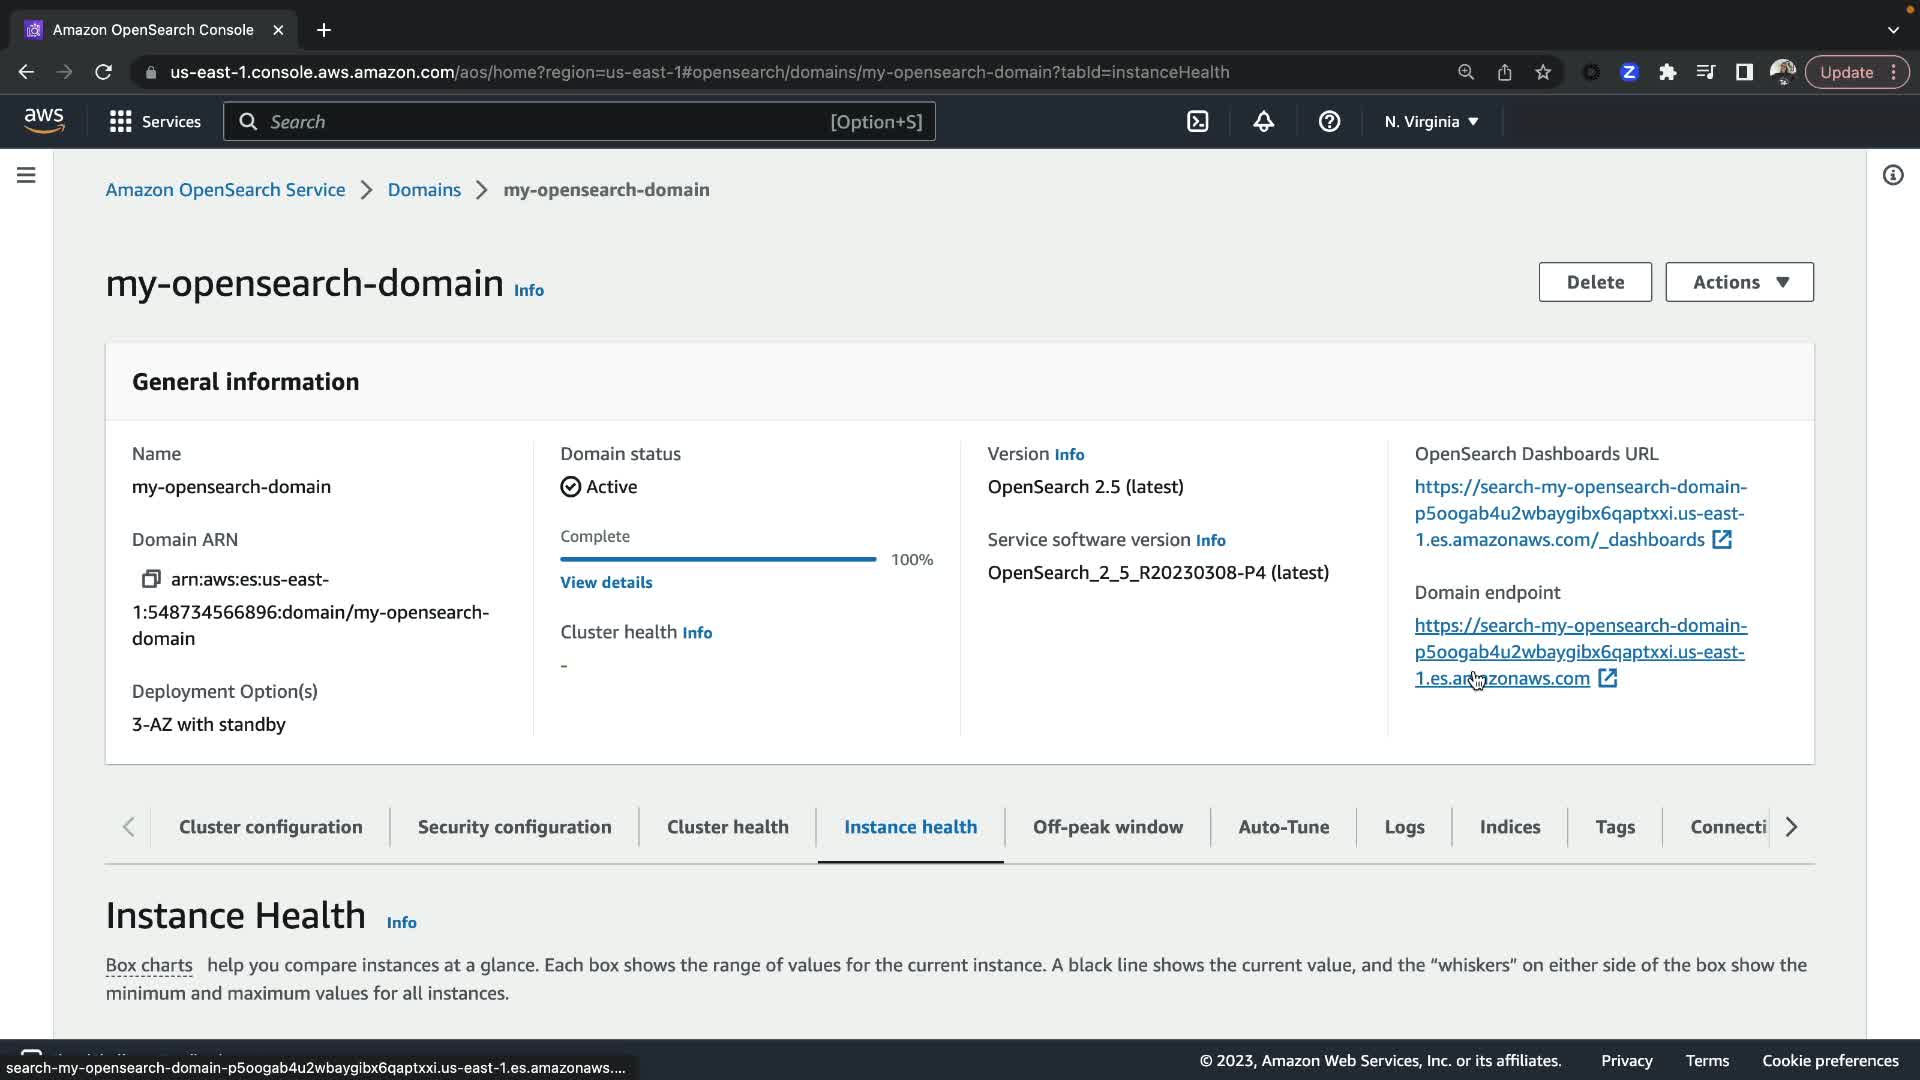 Amazon OpenSearch Console
us-east-1.console.aws.amazon.com/aos/home?region=us-east-1#opensearch/domains/my-opensearch-domain?tabId=instanceHealth
Z
Update
aws
Services
Search
[Option+S]
N. Virginia
Amazon OpenSearch Service
Domains
my-opensearch-domain
my-opensearch-domain Info
Delete
Actions
General information
Name
my-opensearch-domain
Domain ARN
arn:aws:es:us-east-
1:548734566896:domain/my-opensearch-
domain
Deployment Option(s)
3-AZ with standby
Domain status
Active
Complete
100%
View details
Cluster health Info
-
Version Info
OpenSearch 2.5 (latest)
Service software version Info
OpenSearch_2_5_R20230308-P4 (latest)
OpenSearch Dashboards URL
https://search-my-opensearch-domain-
p5oogab4u2wbaygibx6qaptxxi.us-east-
1.es.amazonaws.com/_dashboards
Domain endpoint
https://search-my-opensearch-domain-
p5oogab4u2wbaygibx6qaptxxi.us-east-
1.es.amazonaws.com
Cluster configuration
Security configuration
Cluster health
Instance health
Off-peak window
Auto-Tune
Logs
Indices
Tags
Connecti
Instance Health Info
Box charts help you compare instances at a glance. Each box shows the range of values for the current instance. A black line shows the current value, and the “whiskers” on either side of the box show the
minimum and maximum values for all instances.
search-my-opensearch-domain-p5oogab4u2wbaygibx6qaptxxi.us-east-1.es.amazonaws....
© 2023, Amazon Web Services, Inc. or its affiliates.
Privacy
Terms
Cookie preferences